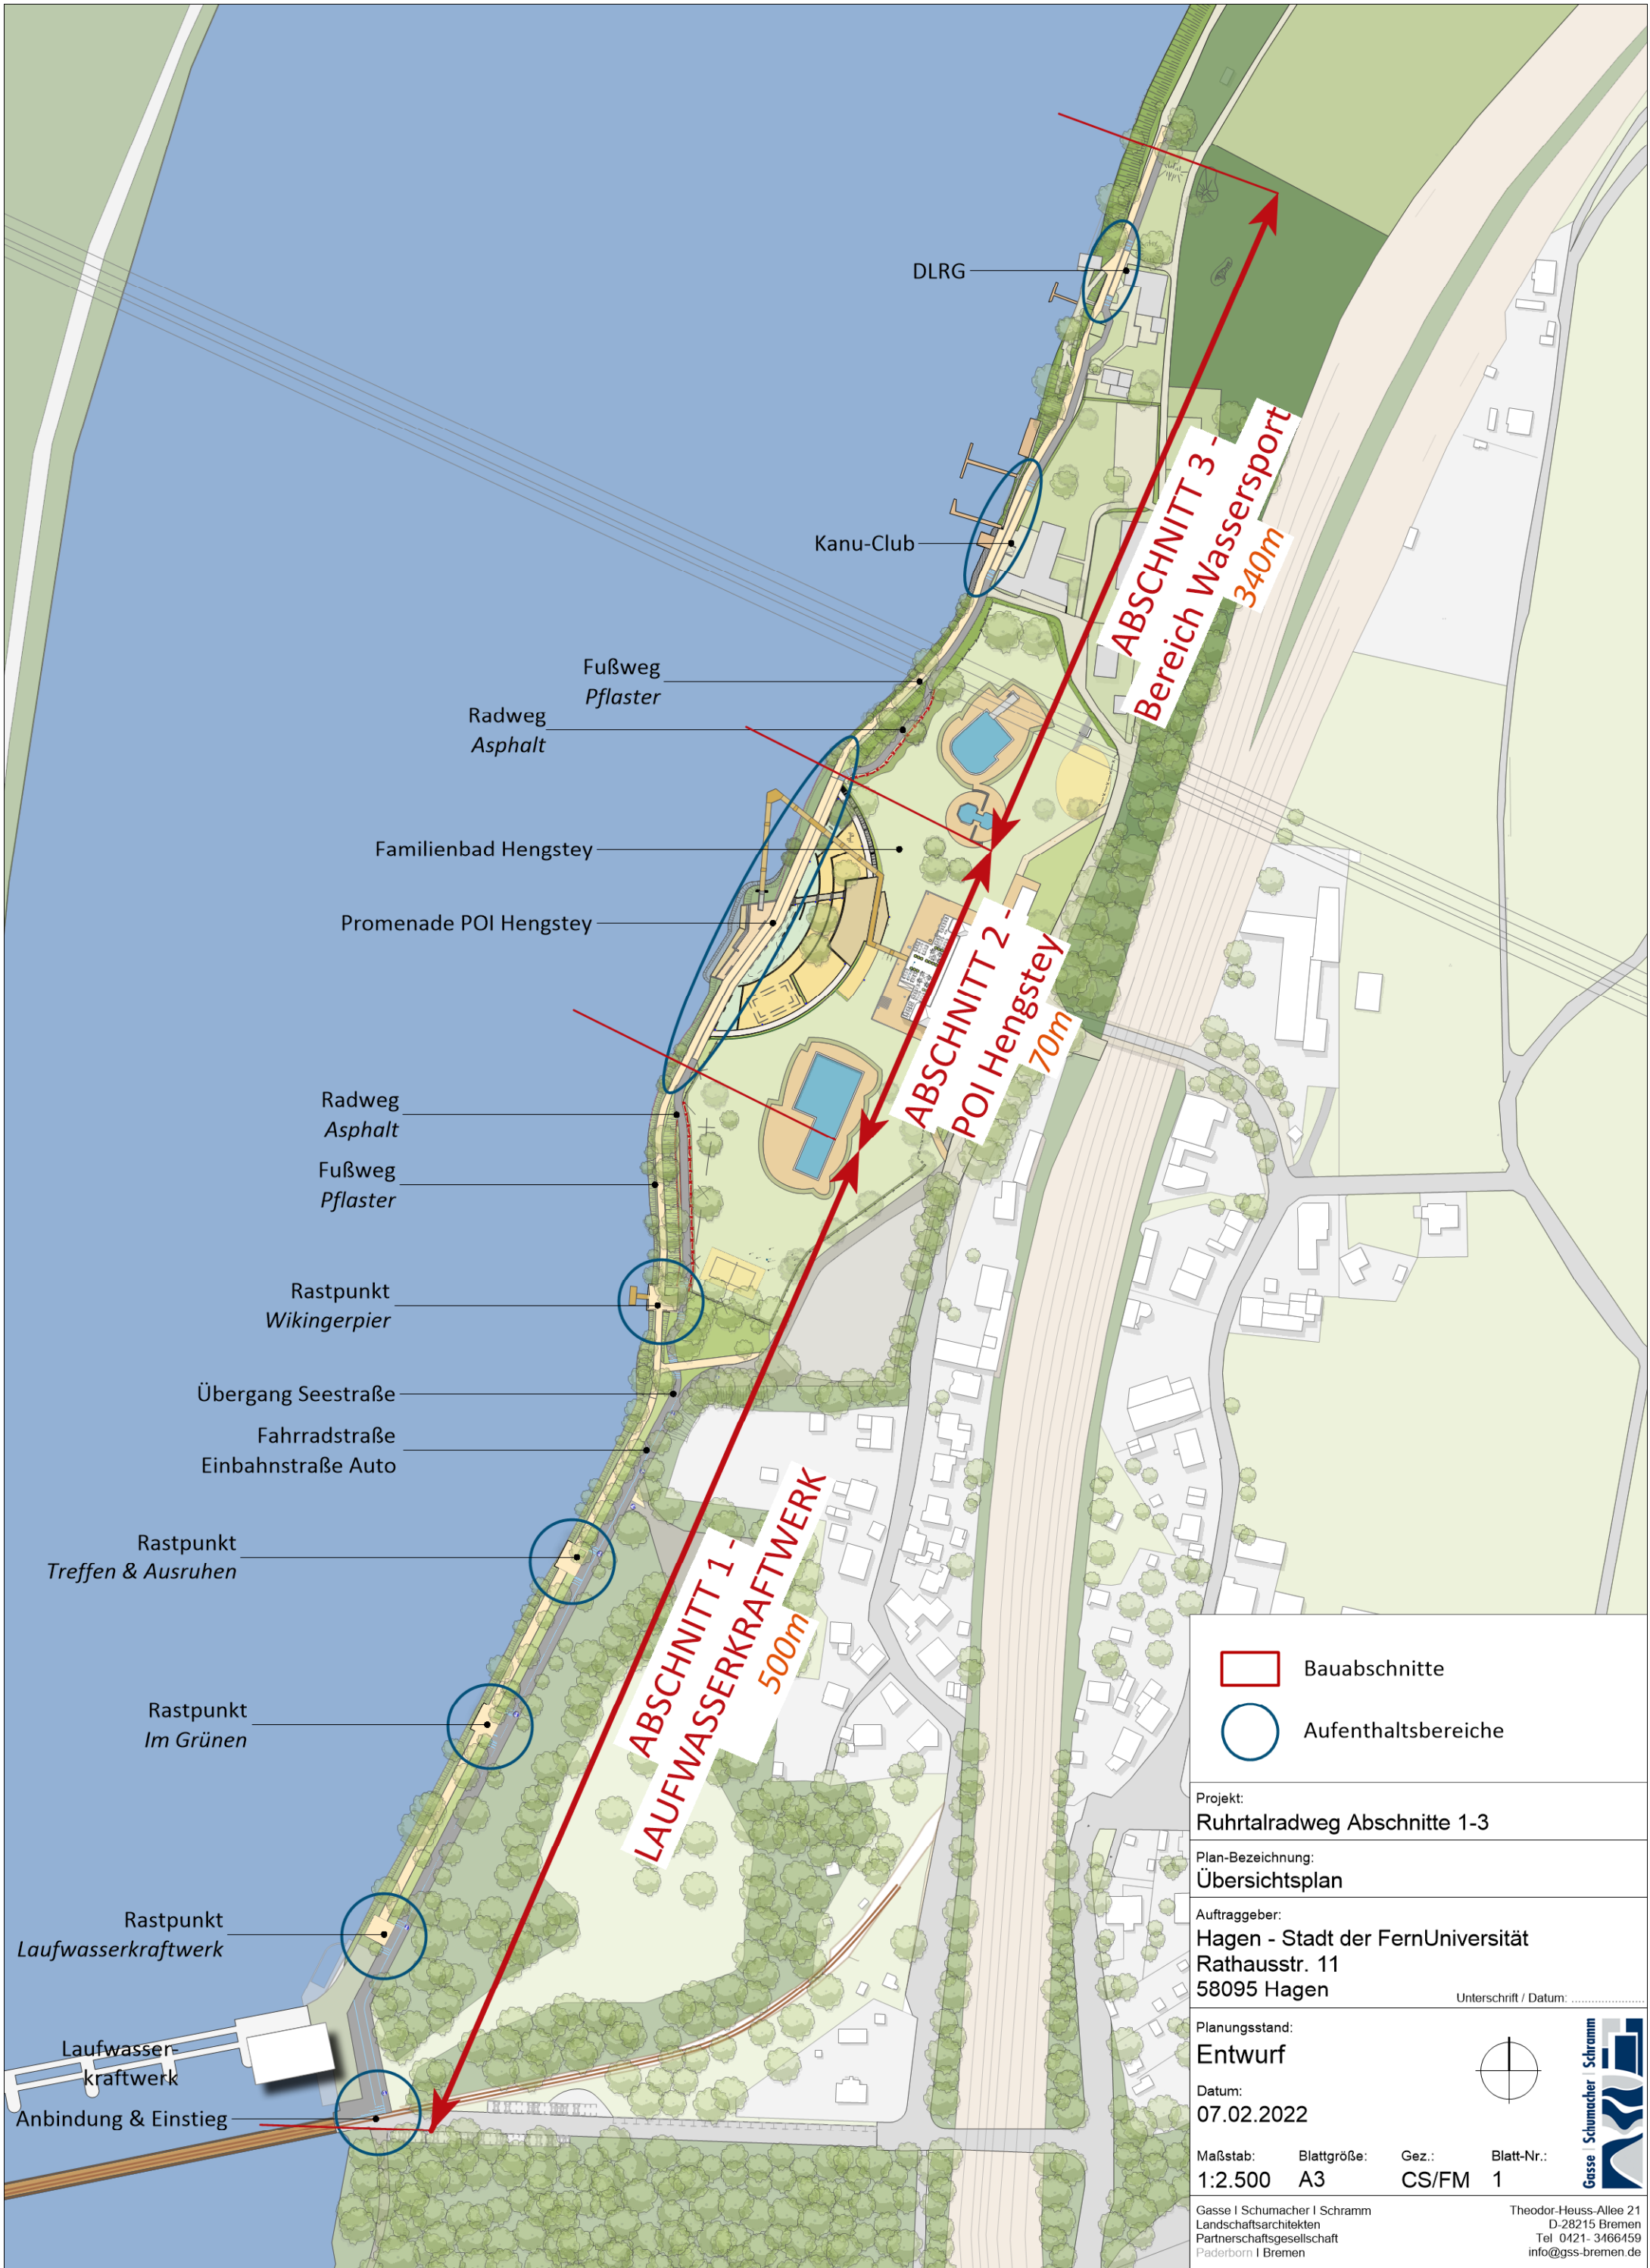 DLRG
Kanu-Club
Fußweg
Pflaster
Radweg
Asphalt
Familienbad Hengstey
Promenade POI Hengstey
Radweg
Asphalt
Fußweg
Pflaster
Rastpunkt
Wikingerpier
Übergang Seestraße
Fahrradstraße
Einbahnstraße Auto
Rastpunkt
Treffen & Ausruhen
Rastpunkt
Im Grünen
Rastpunkt
Laufwasserkraftwerk
Laufwasser-
kraftwerk
Anbindung & Einstieg
ABSCHNITT 3 -
Bereich Wassersport
340m
ABSCHNITT 2 -
POI Hengstey
70m
ABSCHNITT 1 -
LAUFWASSERKRAFTWERK
500m
Bauabschnitte
Aufenthaltsbereiche
Projekt:
Ruhrtalradweg Abschnitte 1-3
Plan-Bezeichnung:
Übersichtsplan
Auftraggeber:
Hagen - Stadt der FernUniversität
Rathausstr. 11
58095 Hagen
Unterschrift / Datum: ......................
Planungsstand:
Entwurf
Datum:
07.02.2022
Maßstab: Blattgröße: Gez.: Blatt-Nr.:
1:2.500 A3 CS/FM 1
Gasse | Schumacher | Schramm
Gasse I Schumacher I Schramm
Landschaftsarchitekten
Partnerschaftsgesellschaft
Paderborn I Bremen
Theodor-Heuss-Allee 21
D-28215 Bremen
Tel 0421- 3466459
info@gss-bremen.de